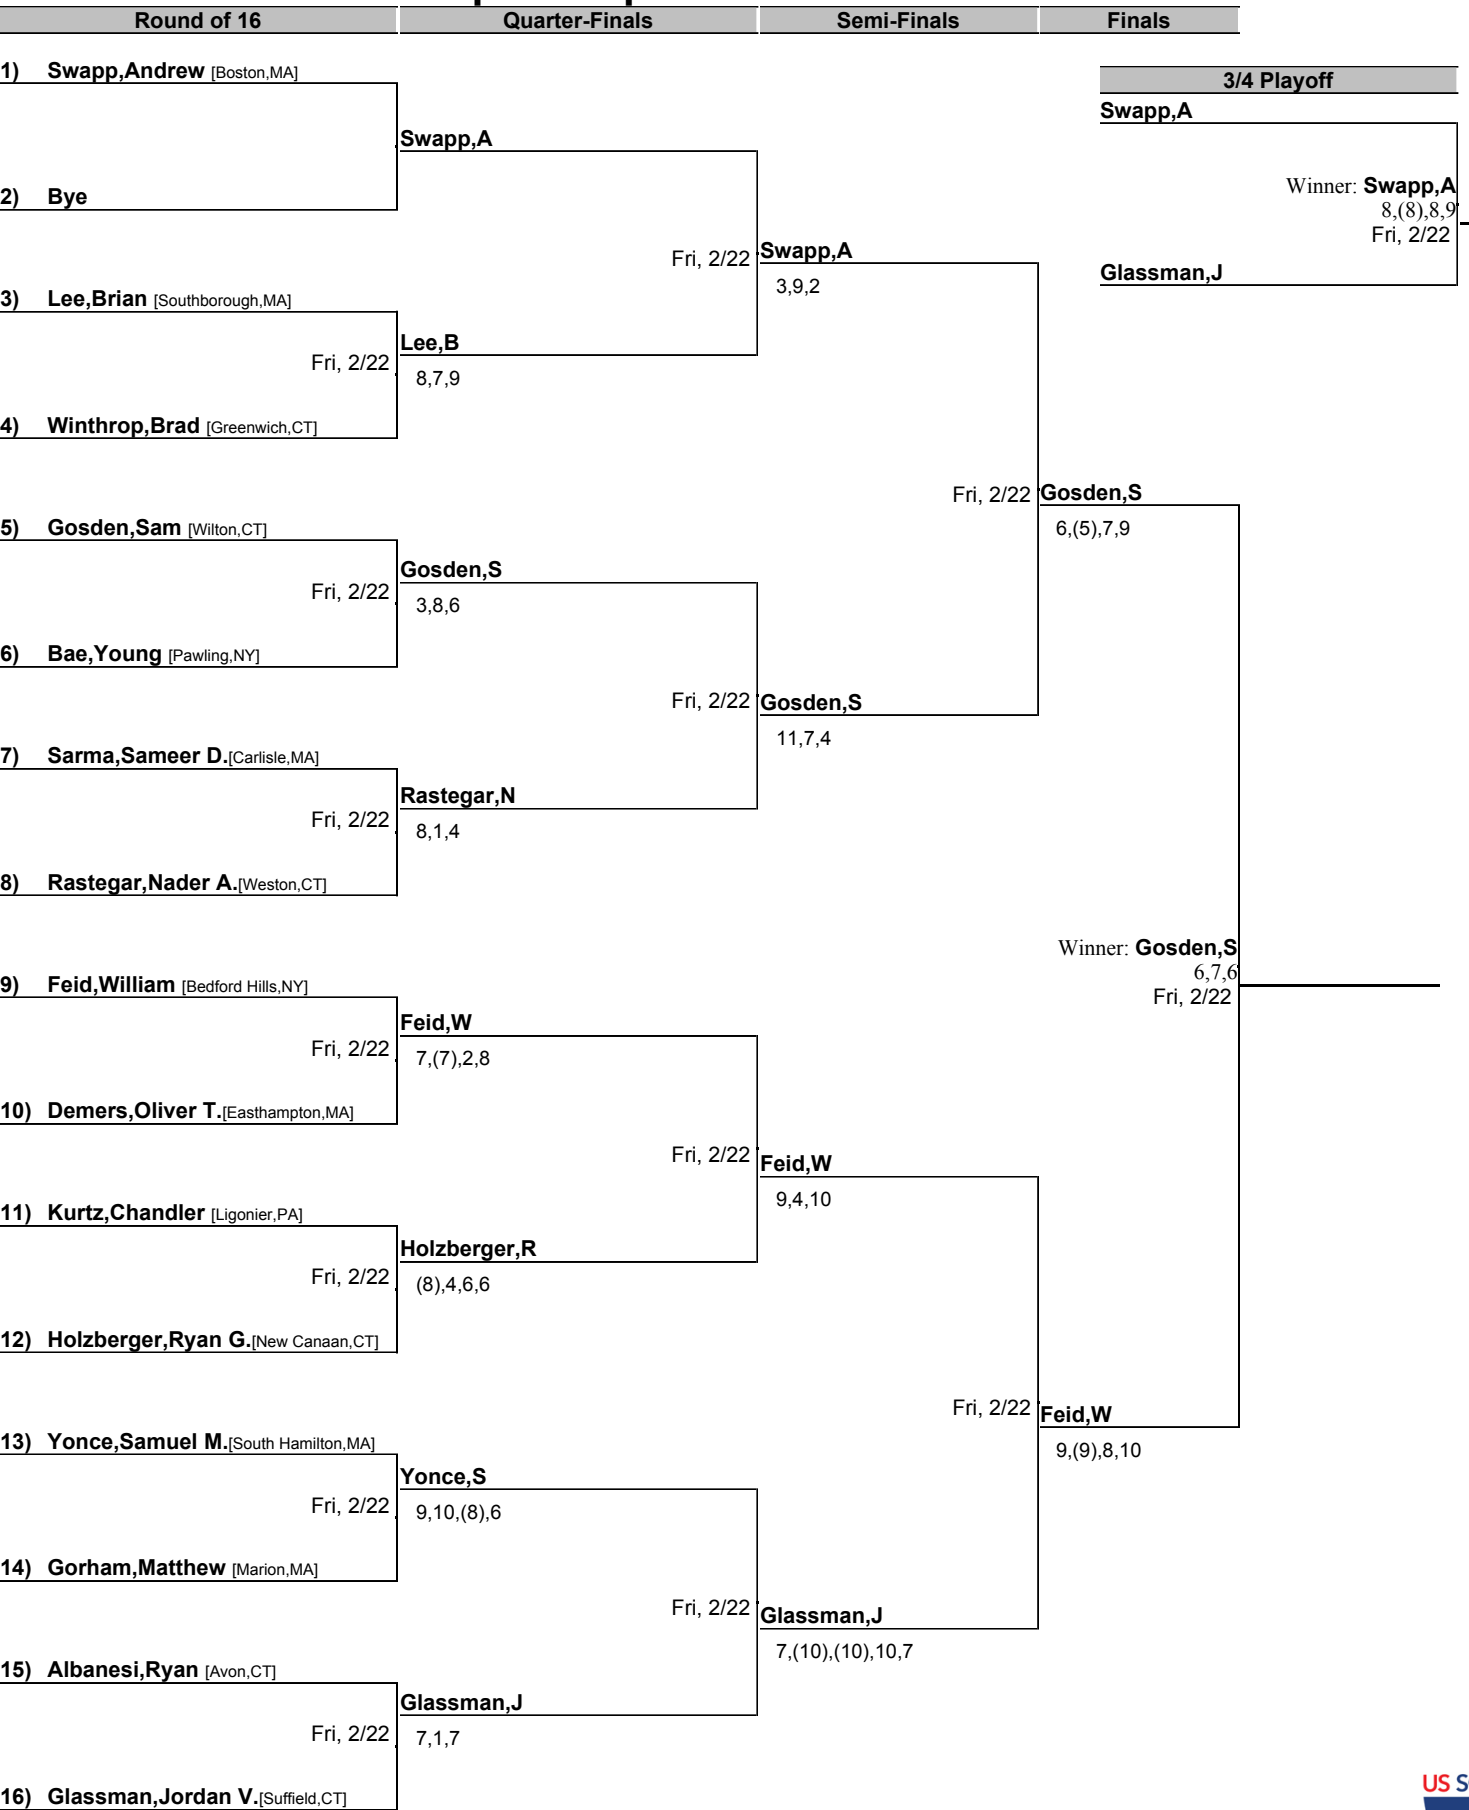 Round of 16 Quarter-Finals Semi-Finals Finals
1) Swapp,Andrew [Boston,MA]
3/4 Playoff
Swapp,A
Swapp,A
Winner: Swapp,A
2) Bye
8,(8),8,9
Fri, 2/22
Fri, 2/22 Swapp,A
Glassman,J
3,9,2
3) Lee,Brian [Southborough,MA]
Lee,B
Fri, 2/22
8,7,9
4) Winthrop,Brad [Greenwich,CT]
Fri, 2/22 Gosden,S
6,(5),7,9
5) Gosden,Sam [Wilton,CT]
Gosden,S
Fri, 2/22
3,8,6
6) Bae,Young [Pawling,NY]
Fri, 2/22 Gosden,S
11,7,4
7) Sarma,Sameer D.[Carlisle,MA]
Rastegar,N
Fri, 2/22
8,1,4
8) Rastegar,Nader A.[Weston,CT]
Winner: Gosden,S
6,7,6
Fri, 2/22
9) Feid,William [Bedford Hills,NY]
Feid,W
Fri, 2/22
7,(7),2,8
10) Demers,Oliver T.[Easthampton,MA]
Fri, 2/22 Feid,W
9,4,10
11) Kurtz,Chandler [Ligonier,PA]
Holzberger,R
Fri, 2/22
(8),4,6,6
12) Holzberger,Ryan G.[New Canaan,CT]
Fri, 2/22 Feid,W
9,(9),8,10
13) Yonce,Samuel M.[South Hamilton,MA]
Yonce,S
Fri, 2/22
9,10,(8),6
14) Gorham,Matthew [Marion,MA]
Fri, 2/22 Glassman,J
7,(10),(10),10,7
15) Albanesi,Ryan [Avon,CT]
Glassman,J
Fri, 2/22
7,1,7
16) Glassman,Jordan V.[Suffield,CT]
US